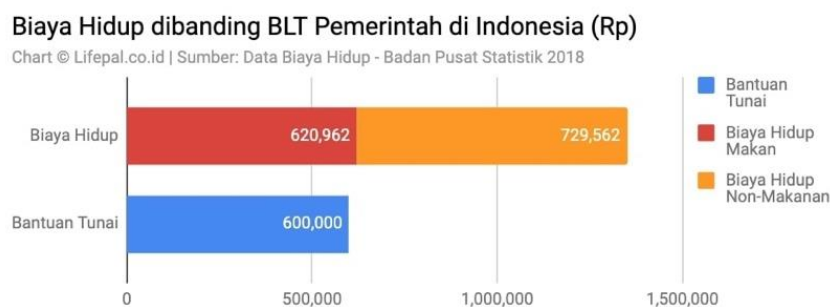 Biaya Hidup dibanding BLT Pemerintah di Indonesia (Rp)
Chart © Lifepal.co.id | Sumber: Data Biaya Hidup - Badan Pusat Statistik 2018
Biaya Hidup
620,962
729,562
Bantuan Tunai
600,000
0
500,000
1,000,000
1,500,000
Bantuan
Tunai
Biaya Hidup
Makan
Biaya Hidup
Non-Makanan